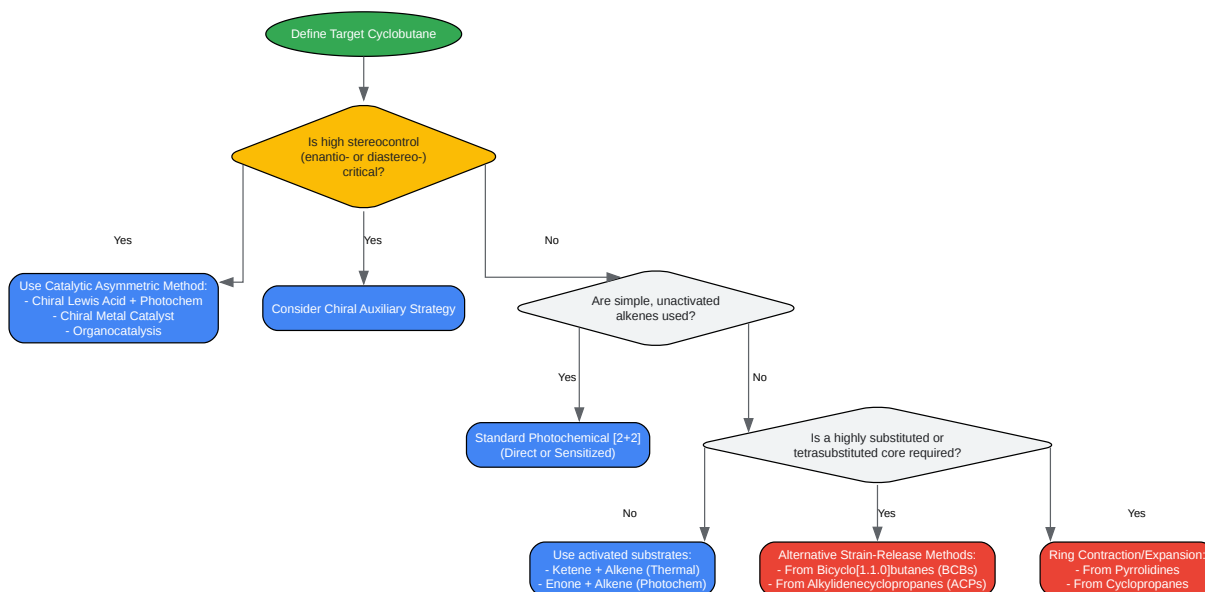 Define Target Cyclobutane
Is high stereocontrol
(enantio- or diastereo-)
critical?
Yes
Yes
No
Use Catalytic Asymmetric Method:
- Chiral Lewis Acid + Photochem
- Chiral Metal Catalyst
- Organocatalysis
Consider Chiral Auxiliary Strategy
Are simple, unactivated
alkenes used?
Yes
No
Standard Photochemical [2+2]
(Direct or Sensitized)
Is a highly substituted or
tetrasubstituted core required?
No
Yes
Yes
Use activated substrates:
- Ketene + Alkene (Thermal)
- Enone + Alkene (Photochem)
Alternative Strain-Release Methods:
- From Bicyclo[1.1.0]butanes (BCBs)
- From Alkylidenecyclopropanes (ACPs)
Ring Contraction/Expansion:
- From Pyrrolidines
- From Cyclopropanes